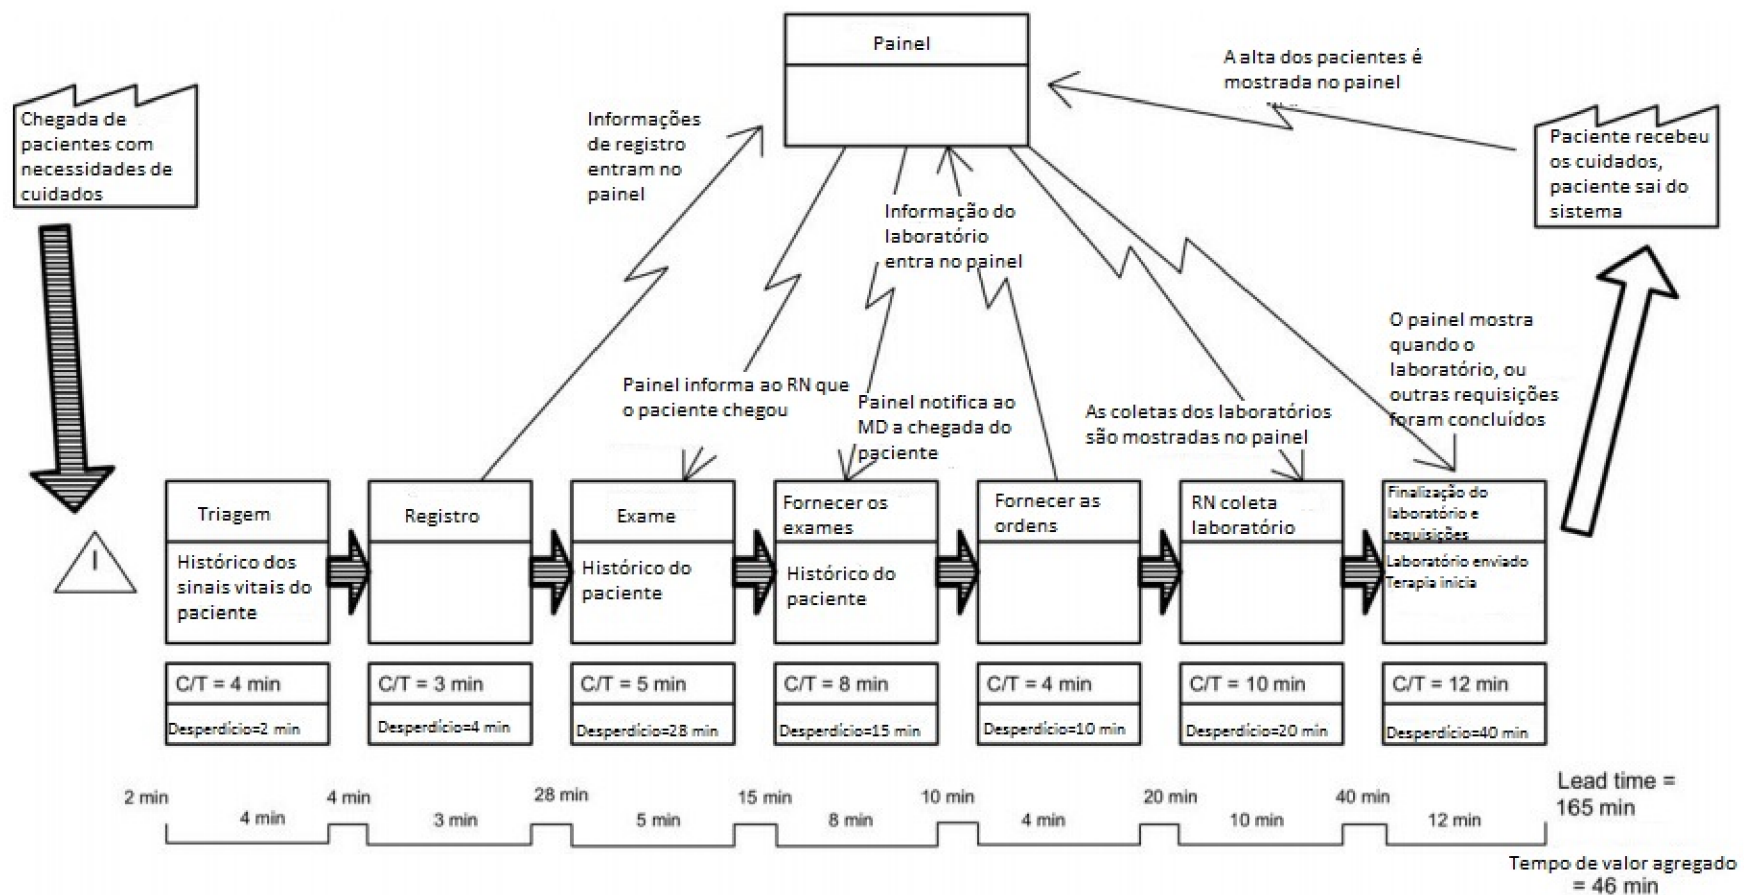 Painel
A alta dos pacientes é
mostrada no painel
Chegada de
pacientes com
necessidades de
cuidados
Informações
de registro
entram no
painel
Paciente recebeu
os cuidados,
paciente sai do
sistema
Informação do
laboratório
entra no painel
O painel mostra
quando o
laboratório, ou
outras requisições
foram concluídos
Painel informa ao RN que
o paciente chegou
Painel notifica ao
MD a chegada do
paciente
As coletas dos laboratórios
são mostradas no painel
I
Triagem
Histórico dos
sinais vitais do
paciente
Registro
Exame
Histórico do
paciente
Fornecer os
exames
Histórico do
paciente
Fornecer as
ordens
RN coleta
laboratório
Finalização do
laboratório e
requisições
Laboratório enviado
Terapia inicia
C/T = 4 min
Desperdício=2 min
C/T = 3 min
Desperdício=4 min
C/T = 5 min
Desperdício=28 min
C/T = 8 min
Desperdício=15 min
C/T = 4 min
Desperdício=10 min
C/T = 10 min
Desperdício=20 min
C/T = 12 min
Desperdício=40 min
2 min
4 min
4 min
3 min
28 min
5 min
15 min
8 min
10 min
4 min
20 min
10 min
40 min
12 min
Lead time =
165 min
Tempo de valor agregado
= 46 min